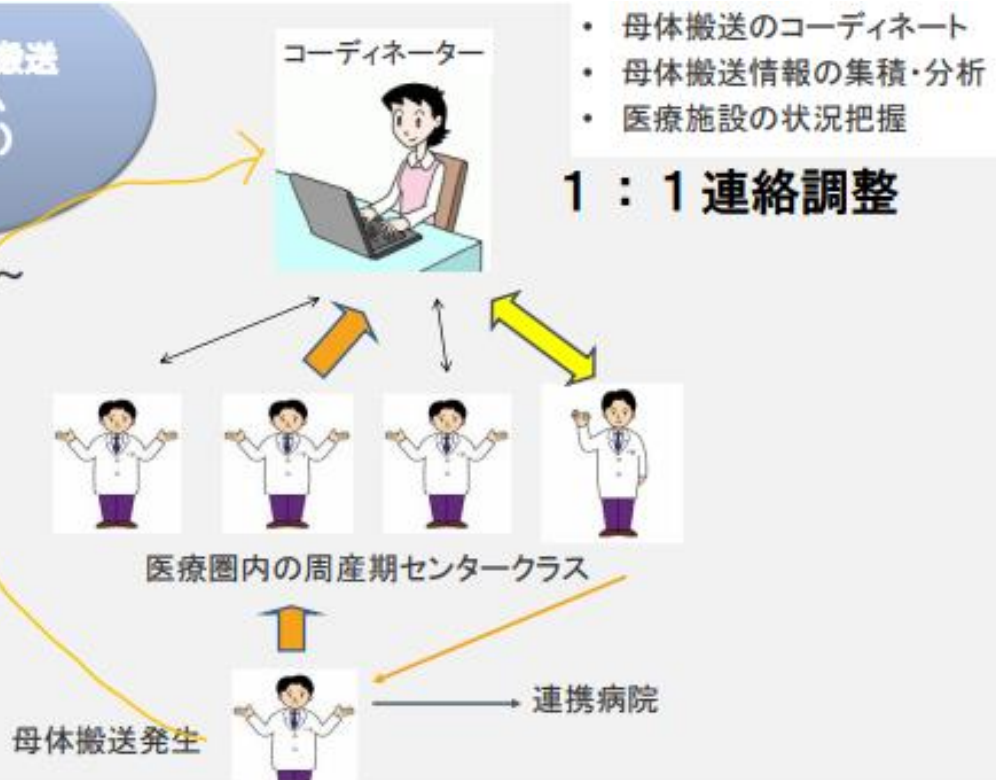 搬送
コーディネーター
• 母体搬送のコーディネート
• 母体搬送情報の集積・分析
• 医療施設の状況把握
1 : 1 連絡調整
～
医療圏内の周産期センタークラス
連携病院
母体搬送発生